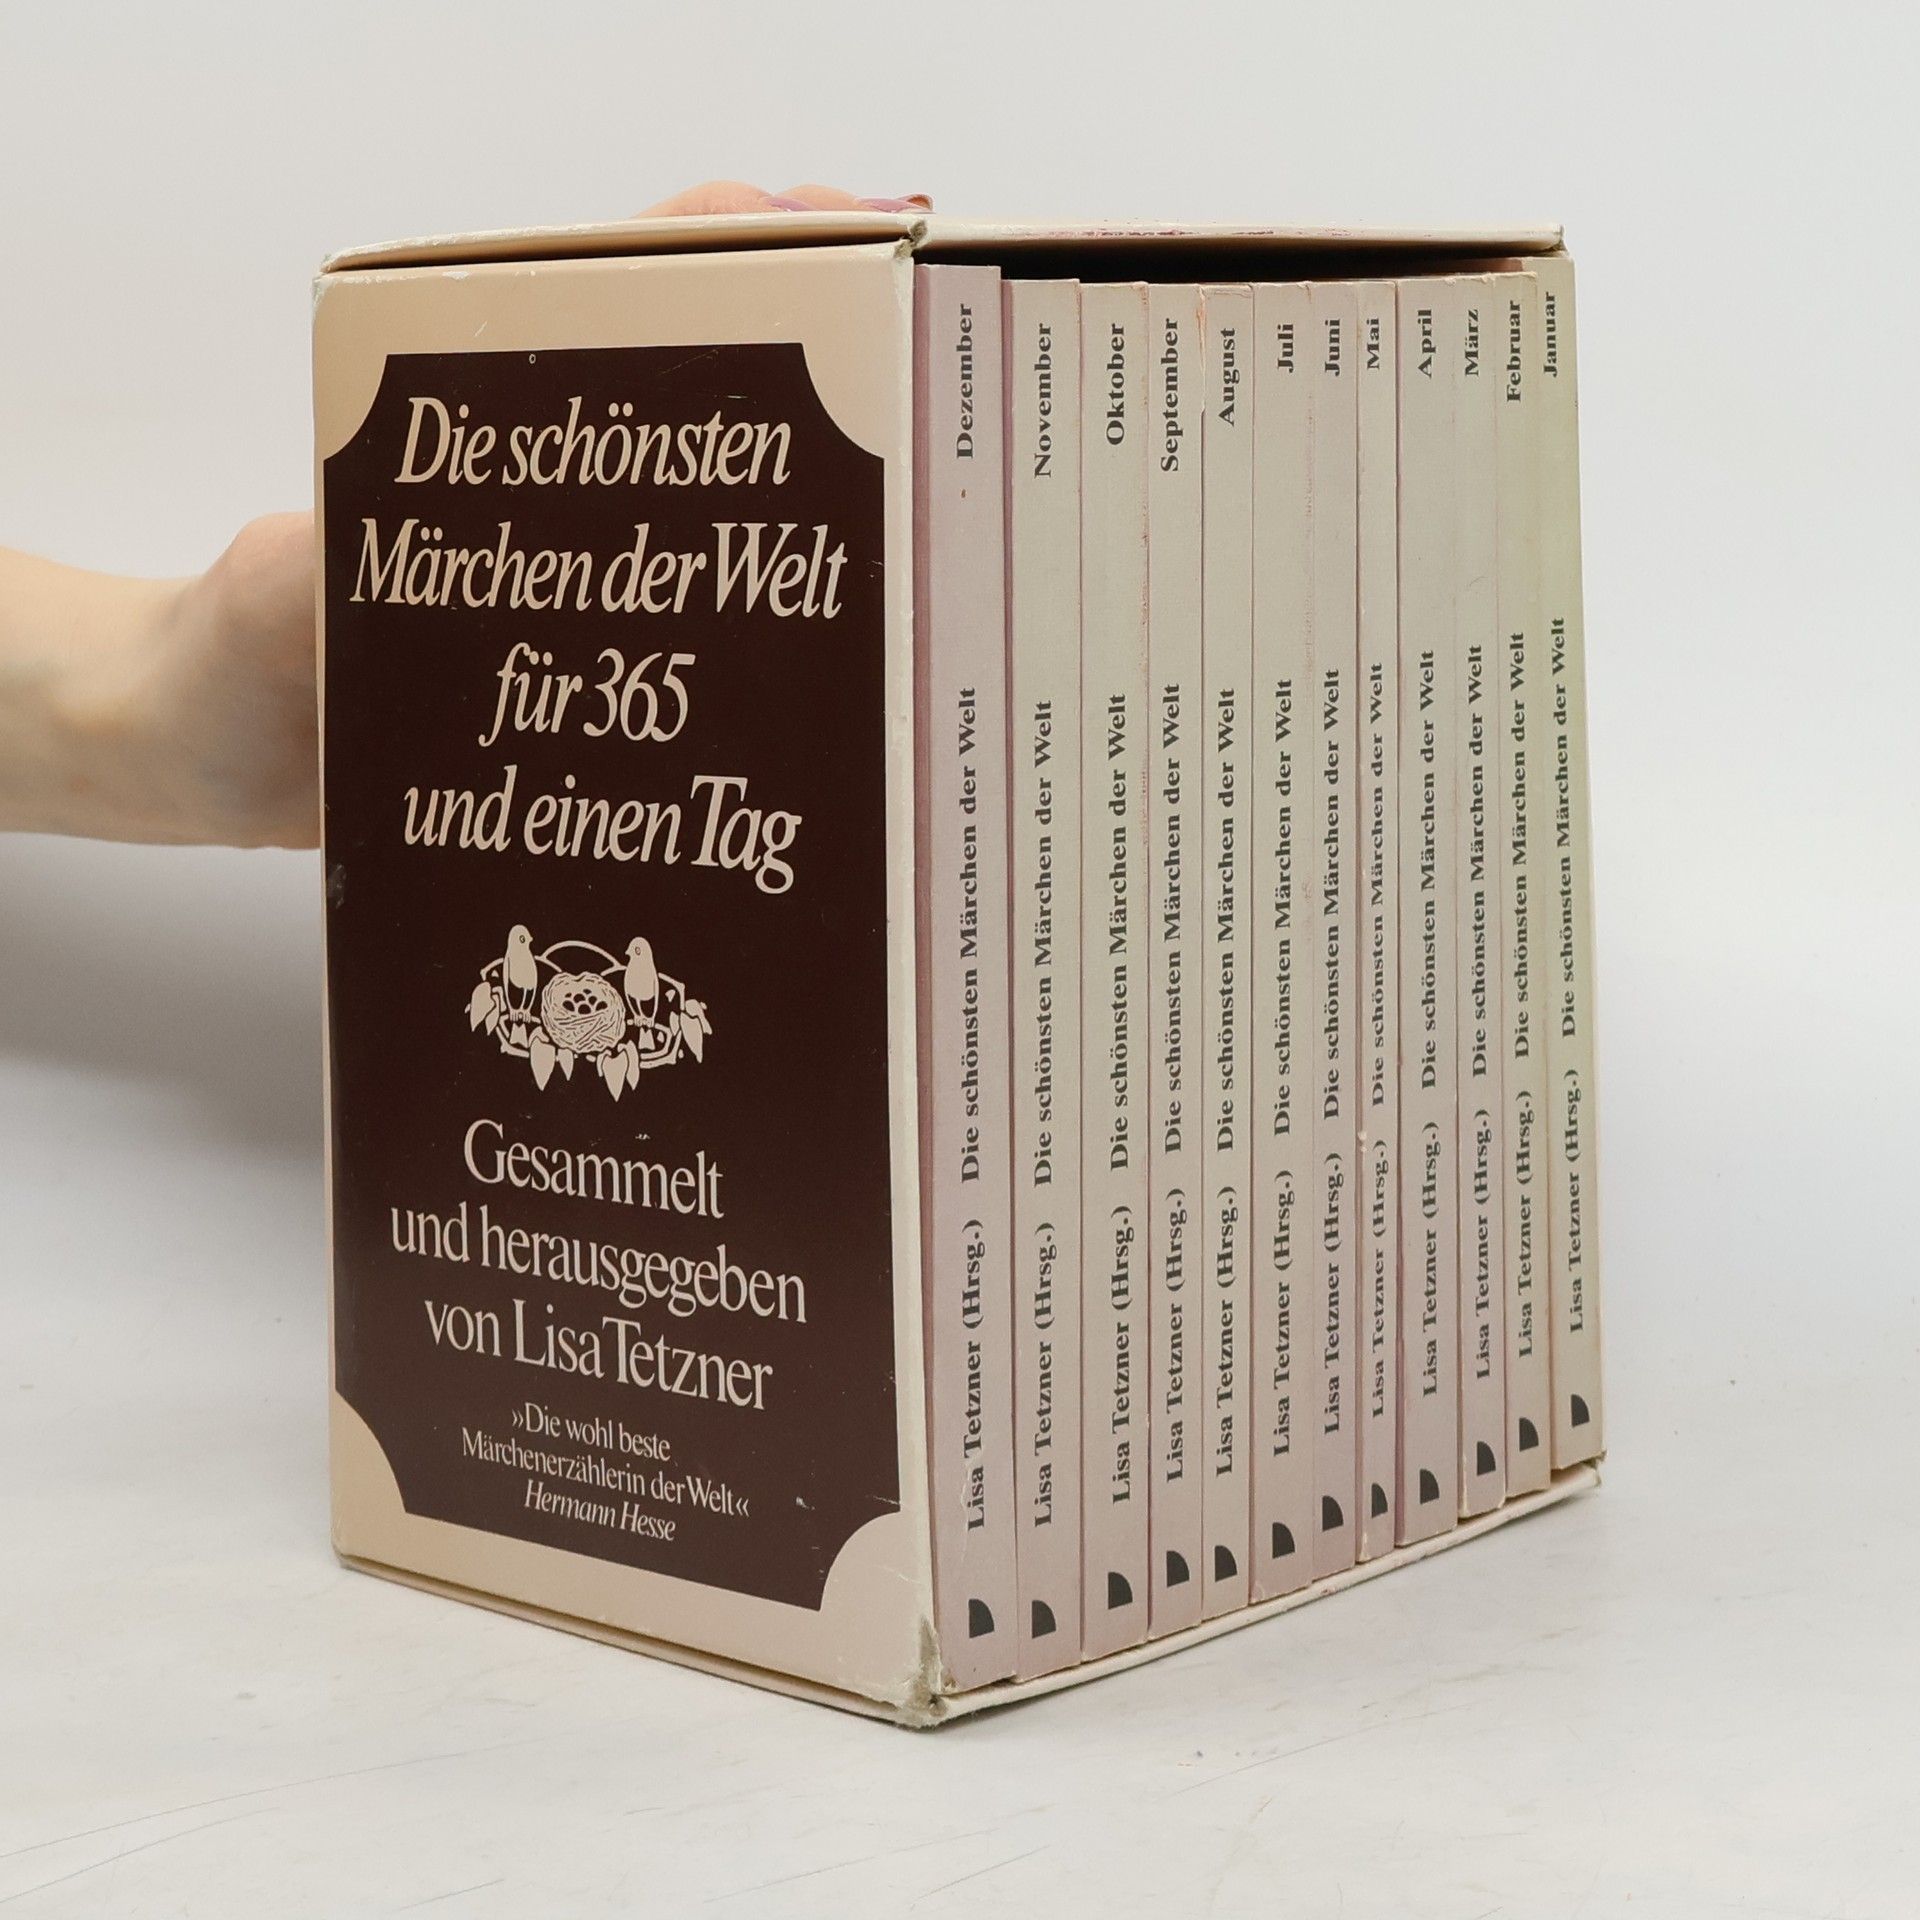 Die schönsten
Märchen der Welt
für 365
und einen Tag
Gesammelt
und herausgegeben
von Lisa Tetzner
»Die wohl beste
Märchenerzählerin der Welt«
Hermann Hesse
Lisa Tetzner (Hrsg.) Die schönsten Märchen der Welt Dezember
Lisa Tetzner (Hrsg.) Die schönsten Märchen der Welt November
Lisa Tetzner (Hrsg.) Die schönsten Märchen der Welt Oktober
Lisa Tetzner (Hrsg.) Die schönsten Märchen der Welt September
Lisa Tetzner (Hrsg.) Die schönsten Märchen der Welt August
Lisa Tetzner (Hrsg.) Die schönsten Märchen der Welt Juli
Lisa Tetzner (Hrsg.) Die schönsten Märchen der Welt Juni
Lisa Tetzner (Hrsg.) Die schönsten Märchen der Welt Mai
Lisa Tetzner (Hrsg.) Die schönsten Märchen der Welt April
Lisa Tetzner (Hrsg.) Die schönsten Märchen der Welt März
Lisa Tetzner (Hrsg.) Die schönsten Märchen der Welt Februar
Lisa Tetzner (Hrsg.) Die schönsten Märchen der Welt Januar